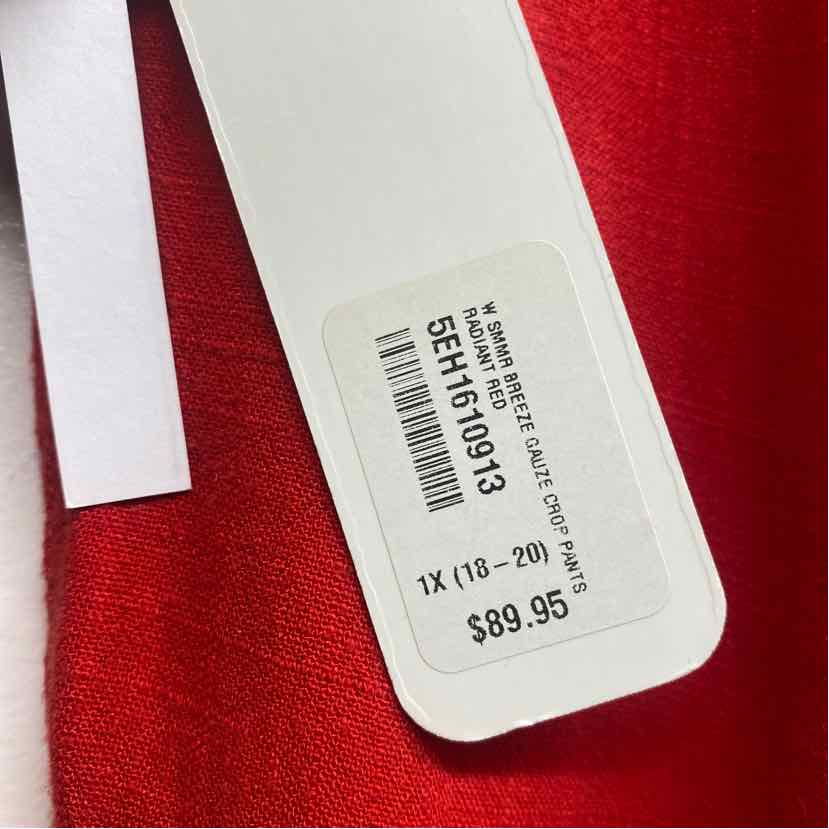 W SMMR BREEZE GAUZE CROP PANTS
RADIANT RED
5EH1610913
1X (18-20)
$89.95